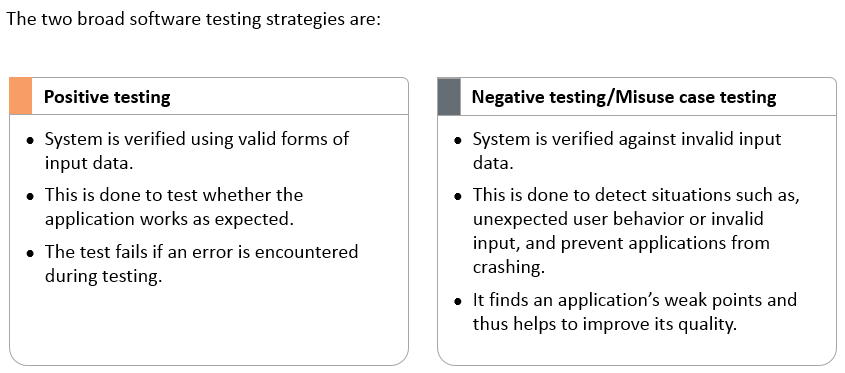 The two broad software testing strategies are:
Positive testing
• System is verified using valid forms of
input data.
• This is done to test whether the
application works as expected.
• The test fails if an error is encountered
during testing.
Negative testing/Misuse case testing
• System is verified against invalid input
data.
• This is done to detect situations such as,
unexpected user behavior or invalid
input, and prevent applications from
crashing.
• It finds an application’s weak points and
thus helps to improve its quality.